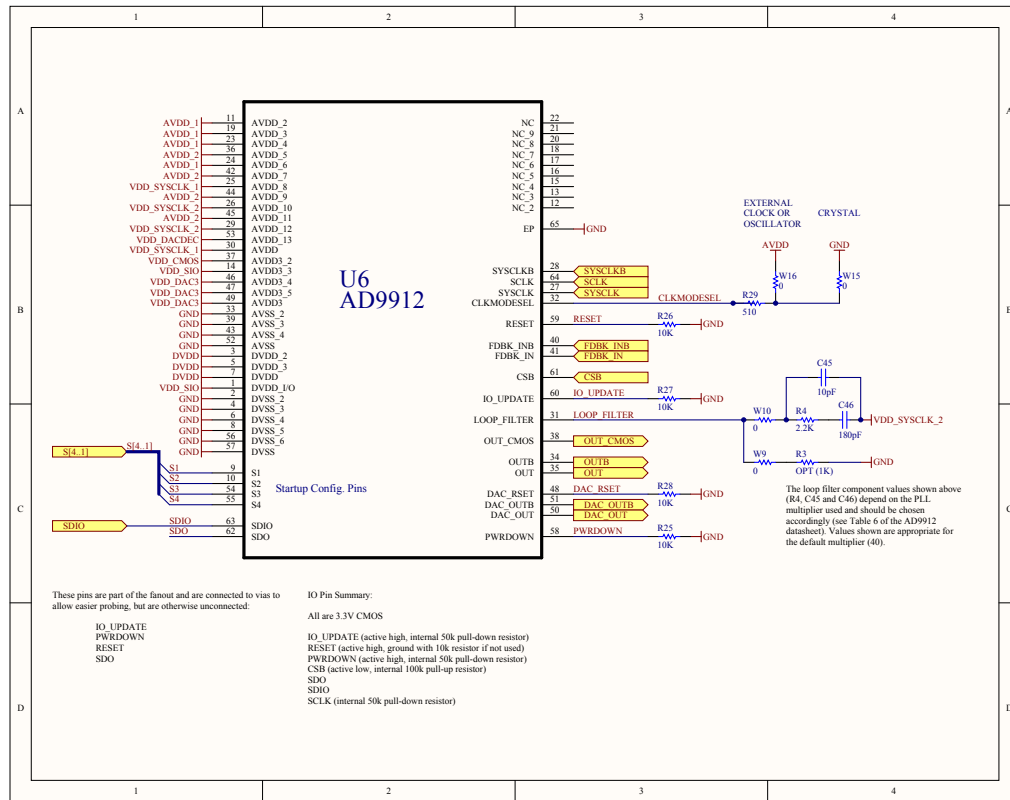 1 2 3 4
A A
AVDD_1 11 AVDD_2
AVDD_1 19 AVDD_3
AVDD_1 23 AVDD_4
AVDD_2 36 AVDD_5
AVDD_1 24 AVDD_6
AVDD_2 42 AVDD_7
VDD_SYSCLK_1 25 AVDD_8
AVDD_2 44 AVDD_9
VDD_SYSCLK_2 26 AVDD_10
AVDD_2 45 AVDD_11
VDD_SYSCLK_2 29 AVDD_12
VDD_DACDEC 53 AVDD_13
VDD_SYSCLK_1 30 AVDD
VDD_CMOS 37 AVDD3_2
VDD_SIO 14 AVDD3_3
VDD_DAC3 46 AVDD3_4
VDD_DAC3 47 AVDD3_5
VDD_DAC3 49 AVDD3
GND 33 AVSS_2
GND 39 AVSS_3
GND 43 AVSS_4
GND 52 AVSS
DVDD 3 DVDD_2
DVDD 5 DVDD_3
DVDD 7 DVDD
VDD_SIO 1 DVDD_I/O
GND 2 DVSS_2
GND 4 DVSS_3
GND 6 DVSS_4
GND 8 DVSS_5
GND 56 DVSS_6
GND 57 DVSS
S[4..1] S[4..1]
S1 9 S1
S2 10 S2
S3 54 S3
S4 55 S4
Startup Config. Pins
SDIO SDIO 63 SDIO
SDO 62 SDO
U6
AD9912
NC 22
NC_9 21
NC_8 20
NC_7 18
NC_6 17
NC_5 16
NC_4 15
NC_3 13
NC_2 12
EP 65 GND
SYSCLKB 28 SYSCLKB
SCLK 64 SCLK
SYSCLK 27 SYSCLK
CLKMODESEL 32 CLKMODESEL
R29
510
EXTERNAL
CLOCK OR
OSCILLATOR
AVDD
W16
0
CRYSTAL
GND
W15
0
RESET 59 RESET R26 10K GND
FDBK_INB 40 FDBK_INB
FDBK_IN 41 FDBK_IN
CSB 61 CSB
IO_UPDATE 60 IO_UPDATE R27 10K GND
LOOP_FILTER 31 LOOP_FILTER
C45
10pF
W10
0
R4
2.2K
C46
180pF
VDD_SYSCLK_2
W9
0
R3
OPT (1K)
GND
OUT_CMOS 38 OUT_CMOS
OUTB 34 OUTB
OUT 35 OUT
DAC_RSET 48 DAC_RSET R28 10K GND
DAC_OUTB 51 DAC_OUTB
DAC_OUT 50 DAC_OUT
PWRDOWN 58 PWRDOWN R25 10K GND
The loop filter component values shown above
(R4, C45 and C46) depend on the PLL
multiplier used and should be chosen
accordingly (see Table 6 of the AD9912
datasheet). Values shown are appropriate for
the default multiplier (40).
B B
C C
These pins are part of the fanout and are connected to vias to
allow easier probing, but are otherwise unconnected:
IO_UPDATE
PWRDOWN
RESET
SDO
IO Pin Summary:
All are 3.3V CMOS
IO_UPDATE (active high, internal 50k pull-down resistor)
RESET (active high, ground with 10k resistor if not used)
PWRDOWN (active high, internal 50k pull-down resistor)
CSB (active low, internal 100k pull-up resistor)
SDO
SDIO
SCLK (internal 50k pull-down resistor)
D D
1 2 3 4